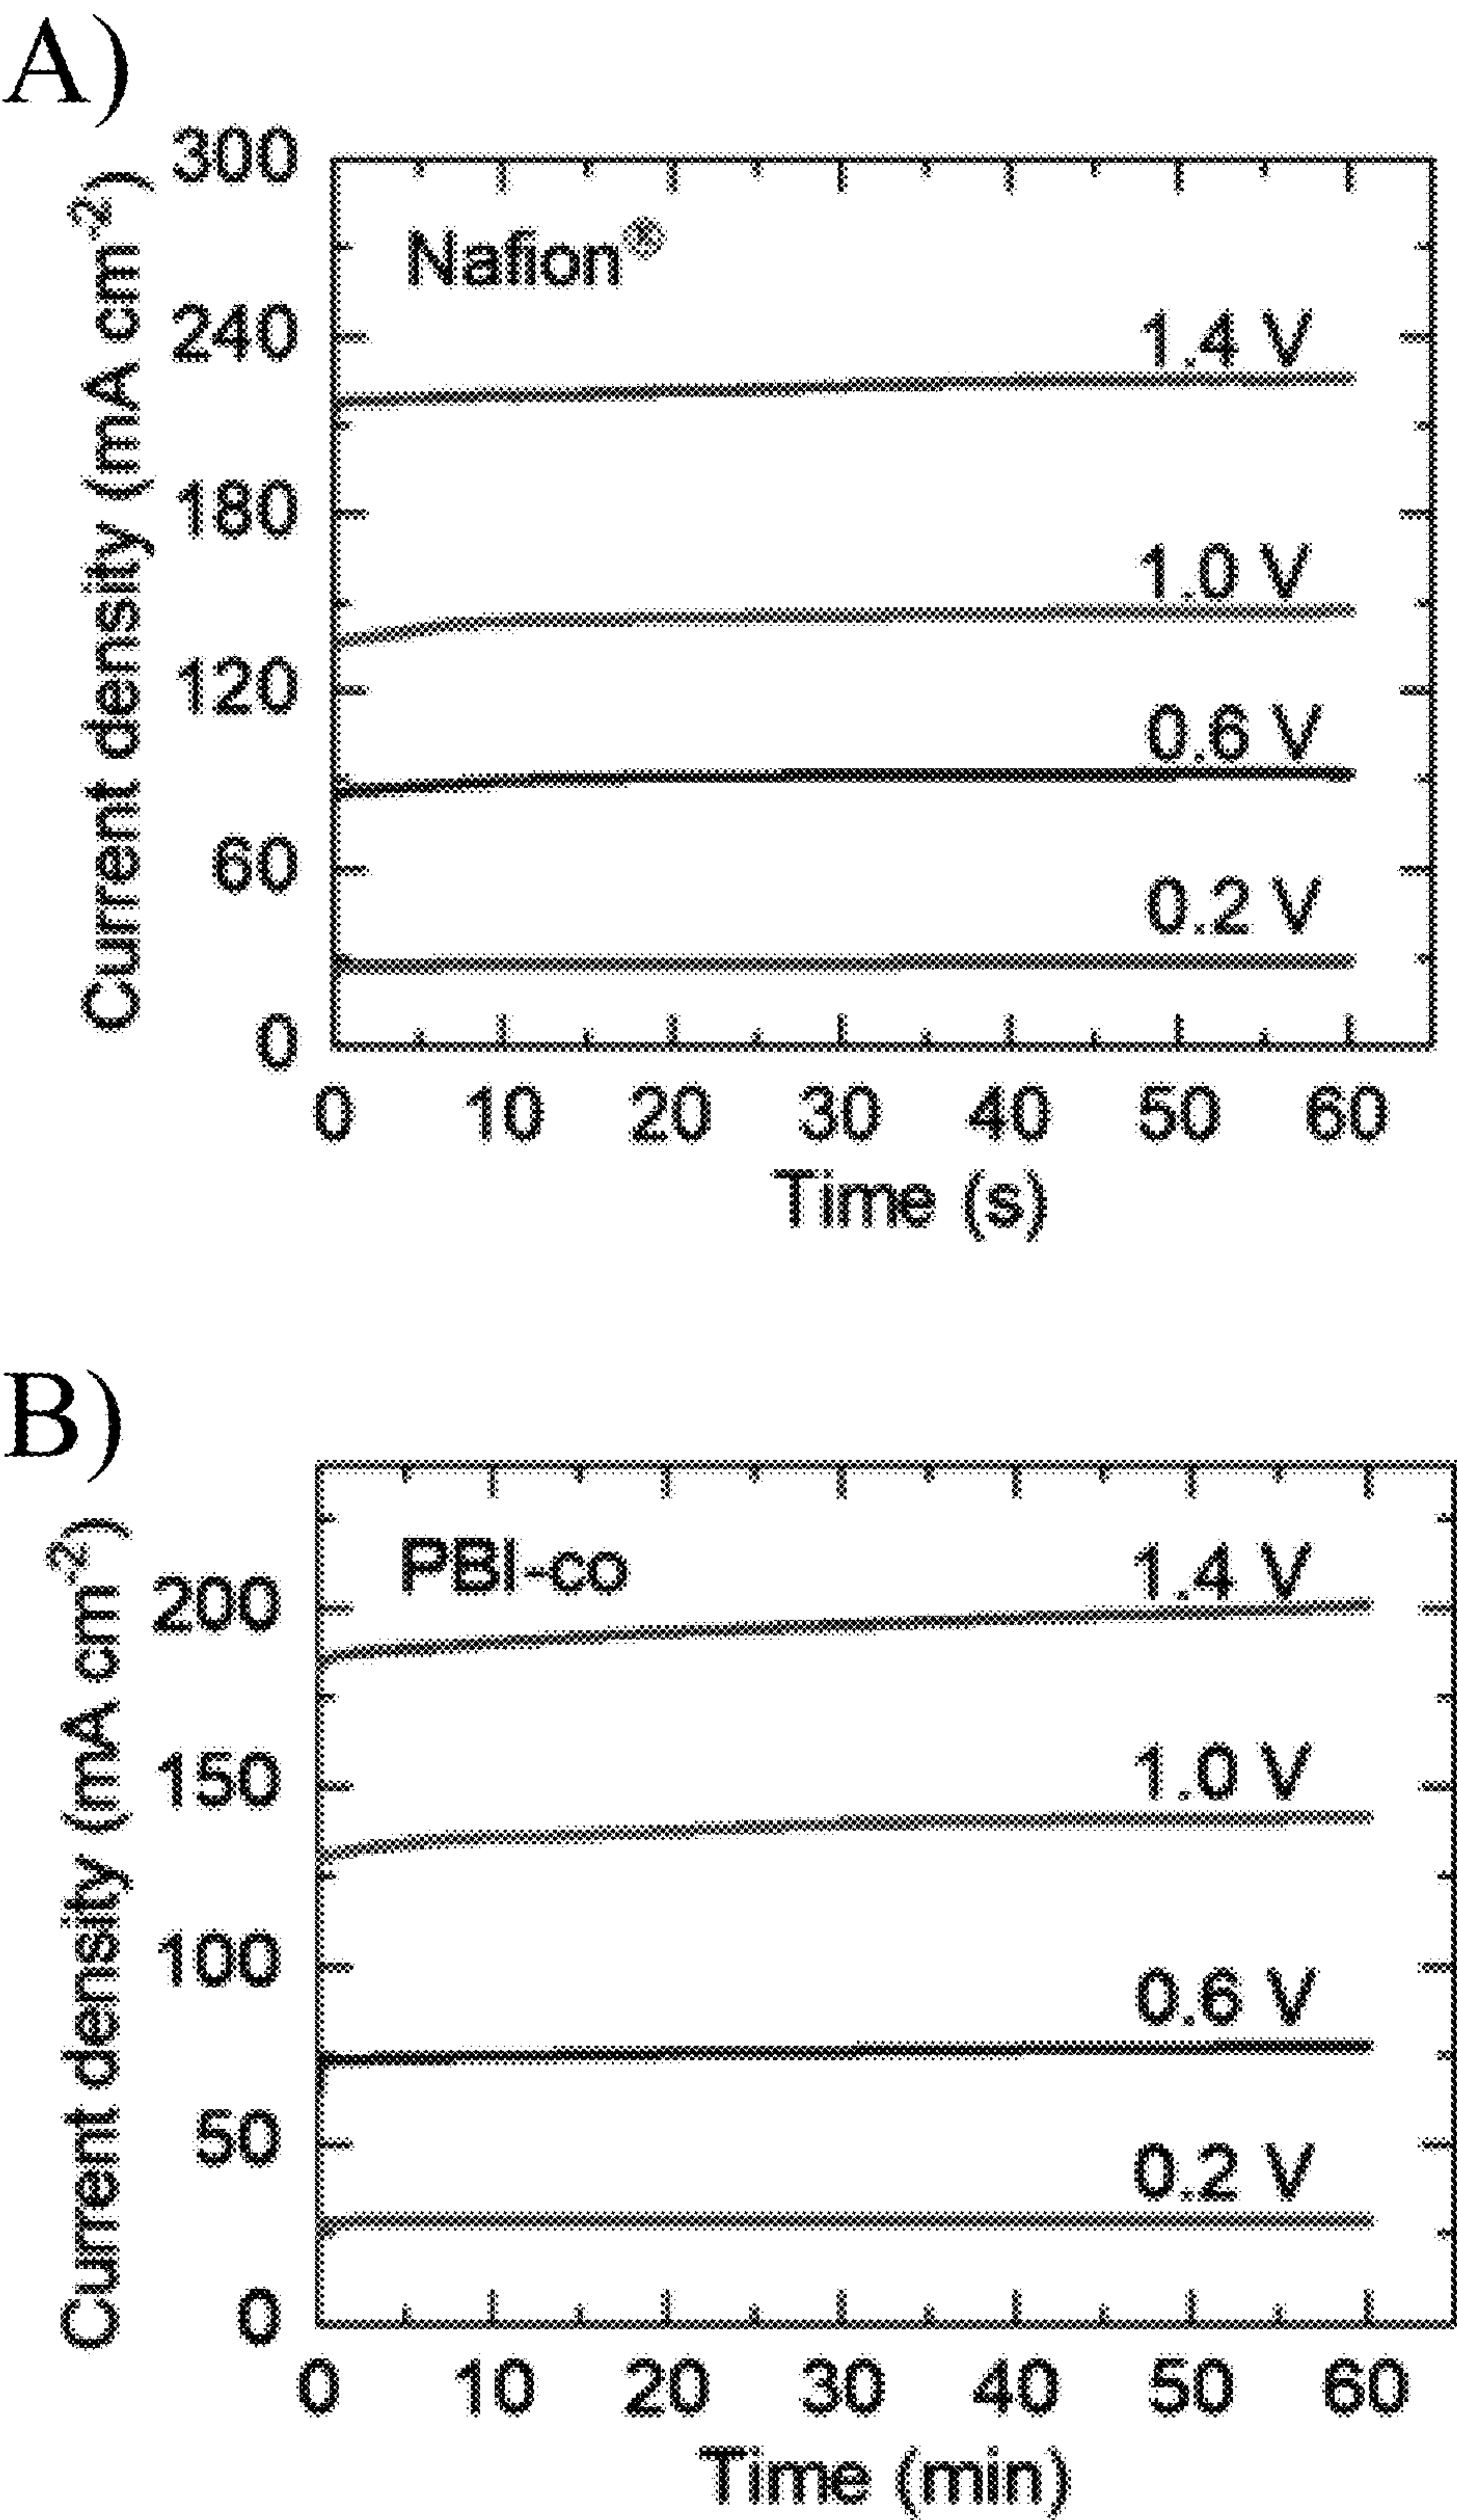 A)
Current density (mA cm-2)
300
240
180
120
60
0
Nafion®
1.4 V
1.0 V
0.6 V
0.2 V
0 10 20 30 40 50 60
Time (s)
B)
Current density (mA cm-2)
200
150
100
50
0
PBI-co
1.4 V
1.0 V
0.6 V
0.2 V
0 10 20 30 40 50 60
Time (min)